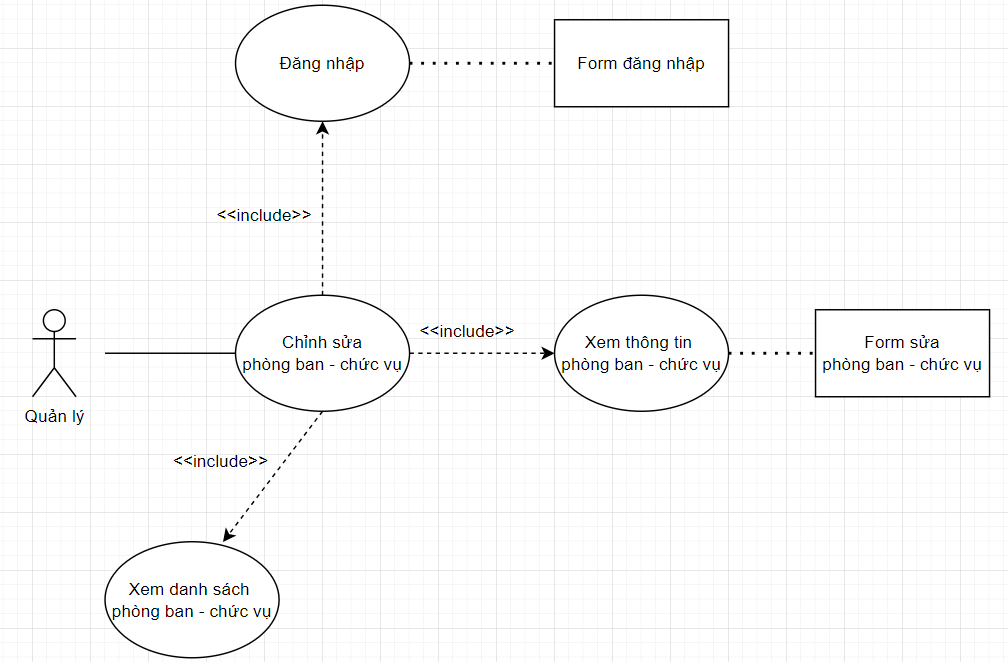 Đăng nhập
Form đăng nhập
<<include>>
<<include>>
Chỉnh sửa
phòng ban - chức vụ
Xem thông tin
phòng ban - chức vụ
Form sửa
phòng ban - chức vụ
Quản lý
<<include>>
Xem danh sách
phòng ban - chức vụ